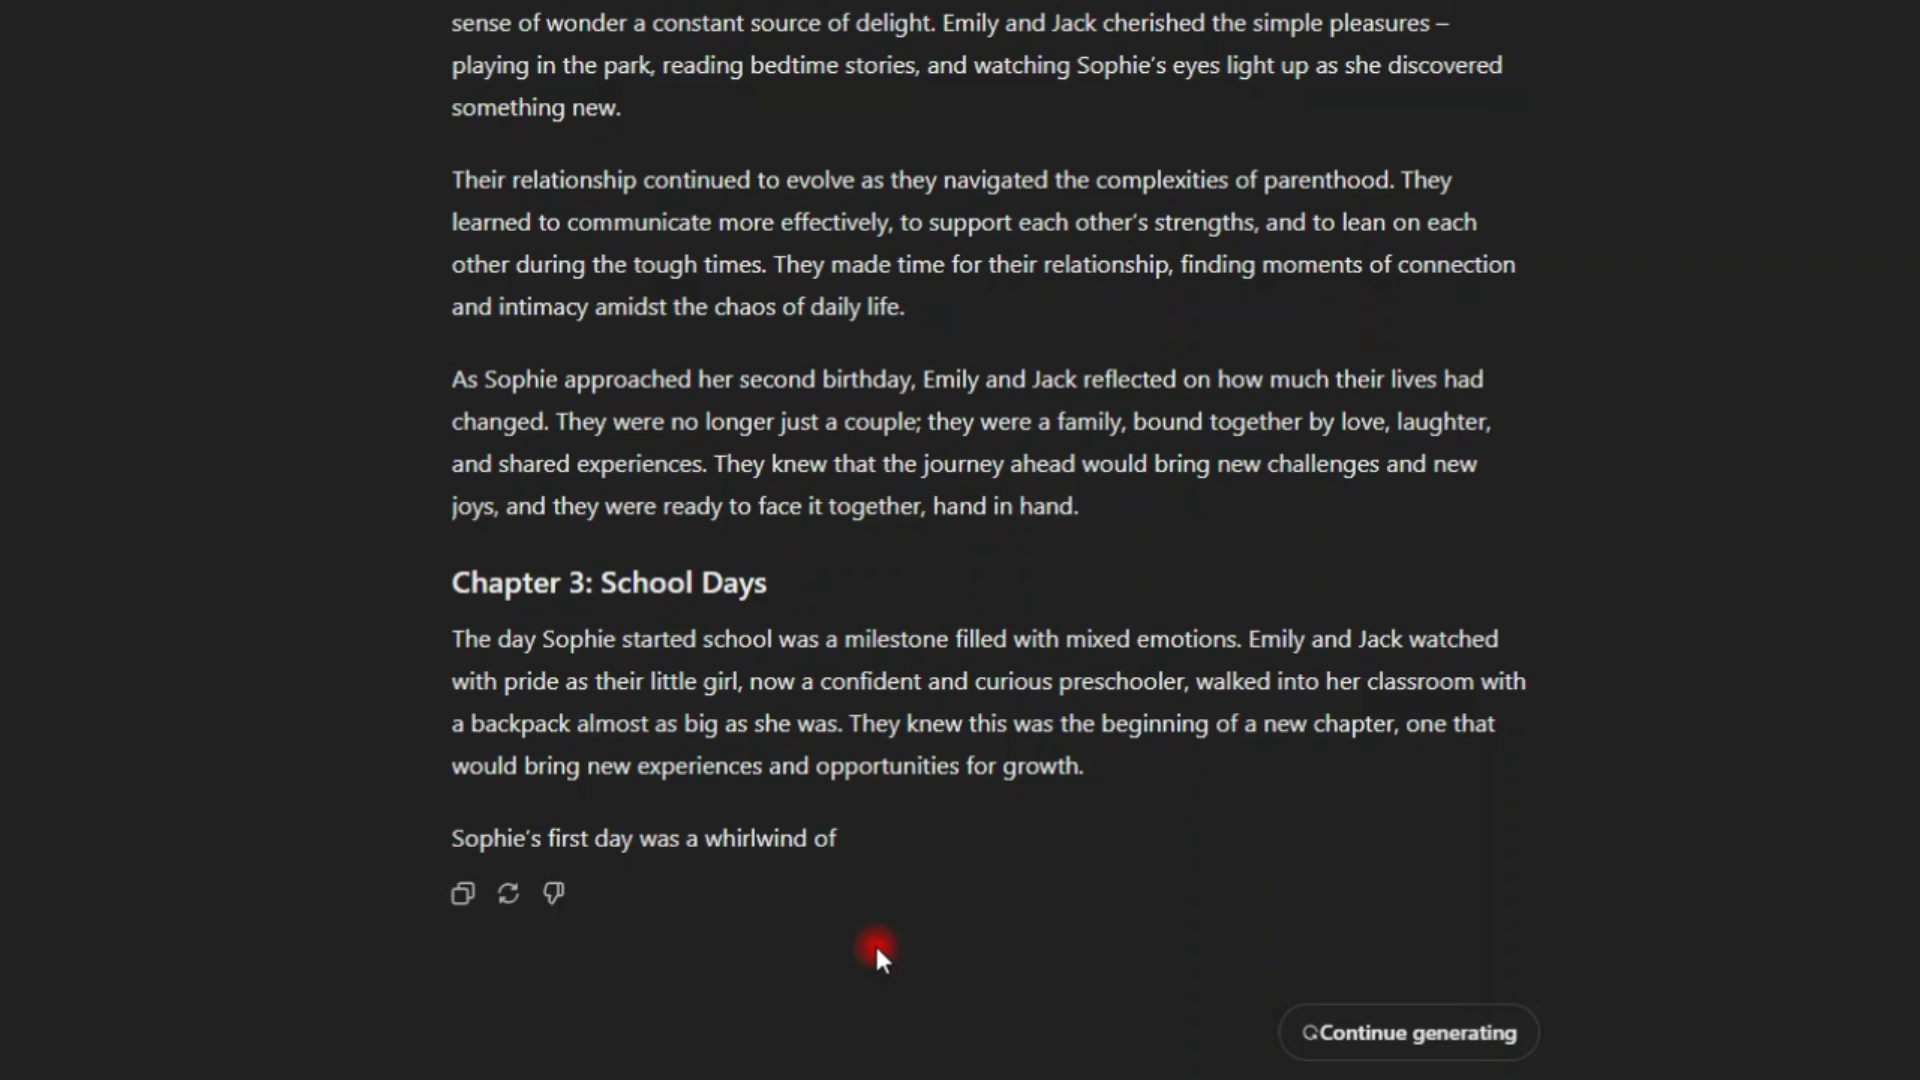 sense of wonder a constant source of delight. Emily and Jack cherished the simple pleasures –
playing in the park, reading bedtime stories, and watching Sophie's eyes light up as she discovered
something new.
Their relationship continued to evolve as they navigated the complexities of parenthood. They
learned to communicate more effectively, to support each other's strengths, and to lean on each
other during the tough times. They made time for their relationship, finding moments of connection
and intimacy amidst the chaos of daily life.
As Sophie approached her second birthday, Emily and Jack reflected on how much their lives had
changed. They were no longer just a couple; they were a family, bound together by love, laughter,
and shared experiences. They knew that the journey ahead would bring new challenges and new
joys, and they were ready to face it together, hand in hand.
Chapter 3: School Days
The day Sophie started school was a milestone filled with mixed emotions. Emily and Jack watched
with pride as their little girl, now a confident and curious preschooler, walked into her classroom with
a backpack almost as big as she was. They knew this was the beginning of a new chapter, one that
would bring new experiences and opportunities for growth.
Sophie's first day was a whirlwind of
Continue generating